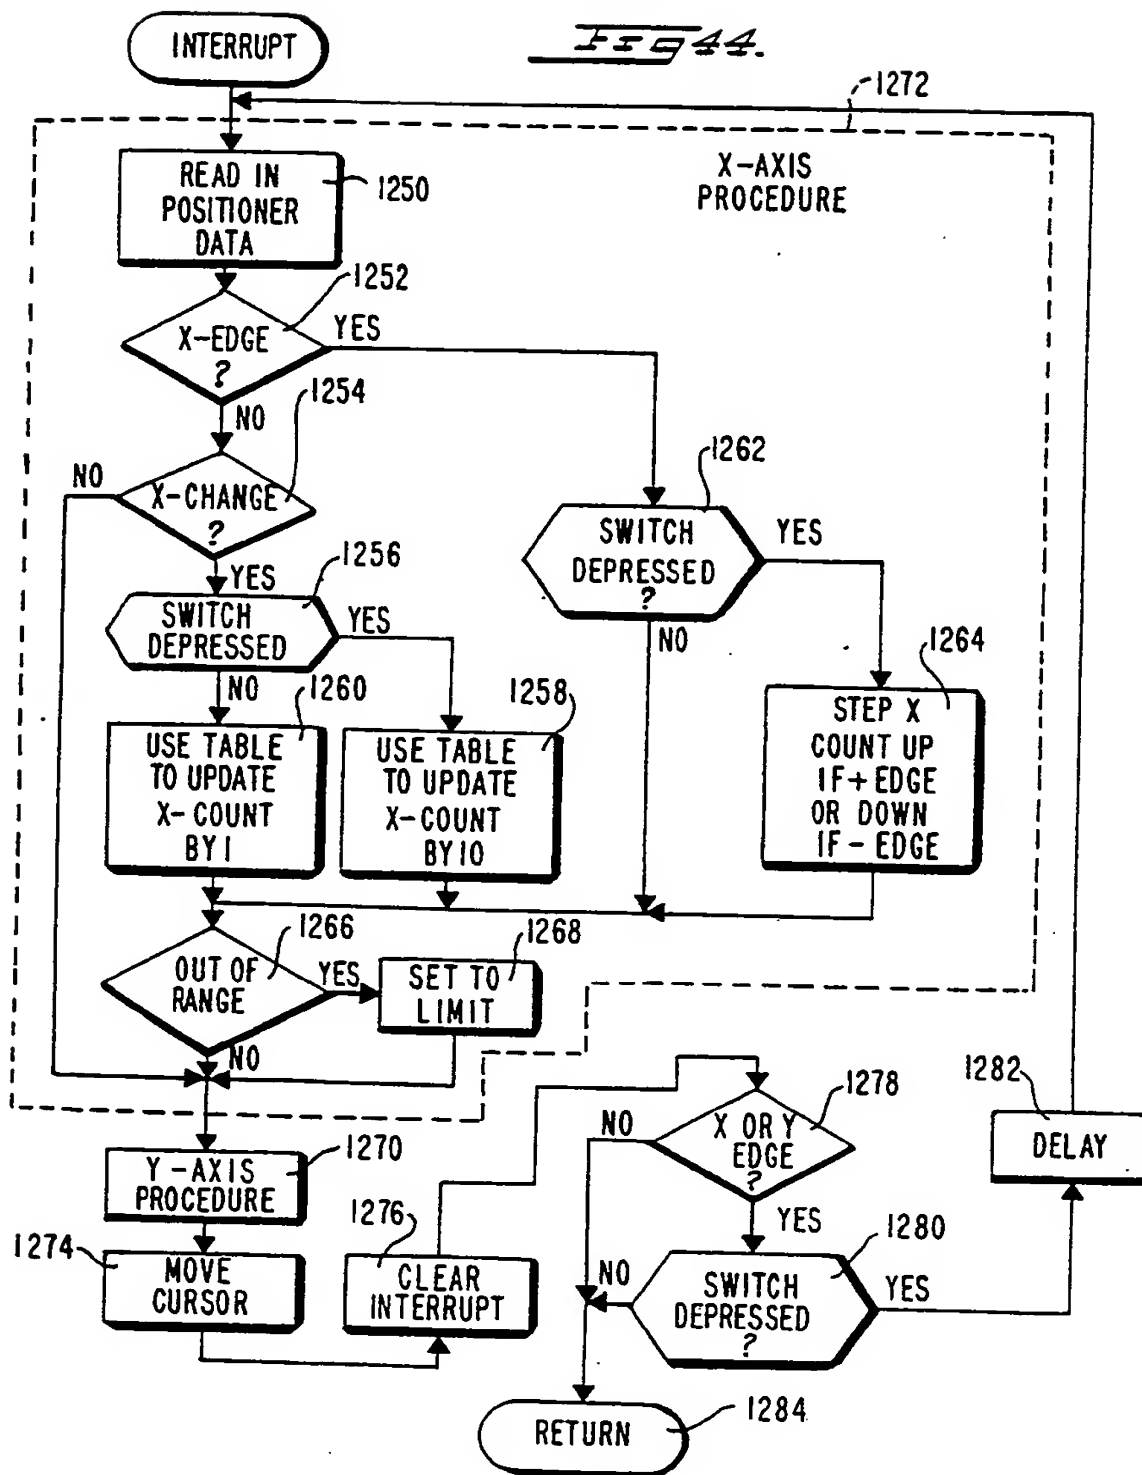 INTERRUPT
Fig 44.
1272
X-AXIS
PROCEDURE
READ IN
POSITIONER
DATA
1250
1252
X-EDGE
?
YES
NO
1254
X-CHANGE
?
NO
YES
1256
SWITCH
DEPRESSED
YES
NO
1262
SWITCH
DEPRESSED
?
YES
NO
1264
STEP X
COUNT UP
IF+EDGE
OR DOWN
IF-EDGE
1260
USE TABLE
TO UPDATE
X-COUNT
BY 1
1258
USE TABLE
TO UPDATE
X-COUNT
BY 10
1266
OUT OF
RANGE
YES
NO
1268
SET TO
LIMIT
1270
Y-AXIS
PROCEDURE
1274
MOVE
CURSOR
1276
CLEAR
INTERRUPT
1278
X OR Y
EDGE
?
NO
YES
1280
SWITCH
DEPRESSED
?
NO
YES
1282
DELAY
1284
RETURN